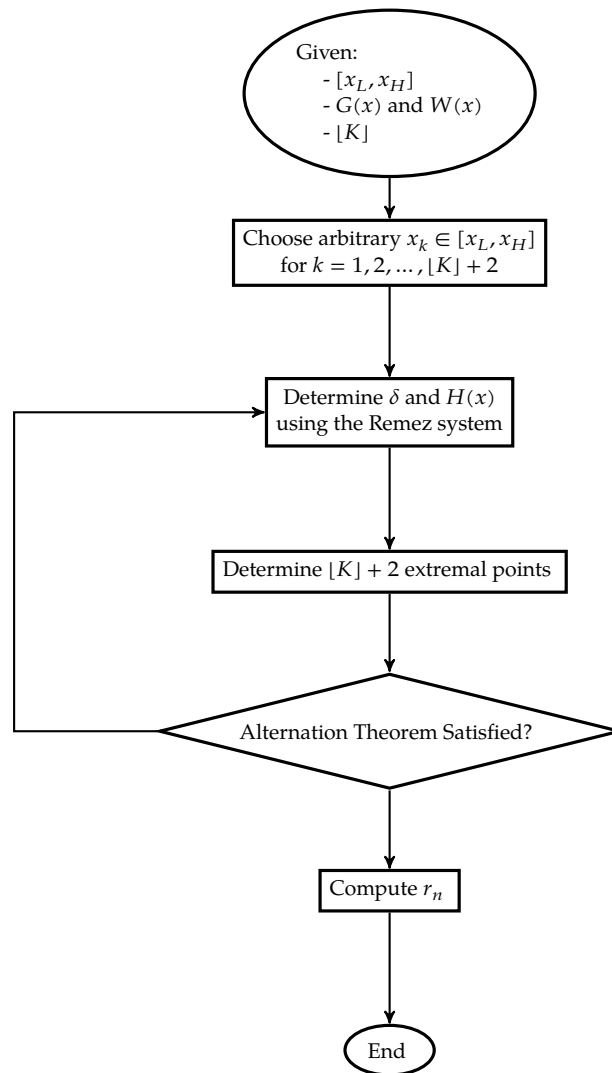 Given:
- [x_L, x_H]
- G(x) and W(x)
- ⌊K⌋
Choose arbitrary x_k ∈ [x_L, x_H]
for k = 1, 2, ..., ⌊K⌋ + 2
Determine δ and H(x)
using the Remez system
Determine ⌊K⌋ + 2 extremal points
Alternation Theorem Satisfied?
Compute r_n
End